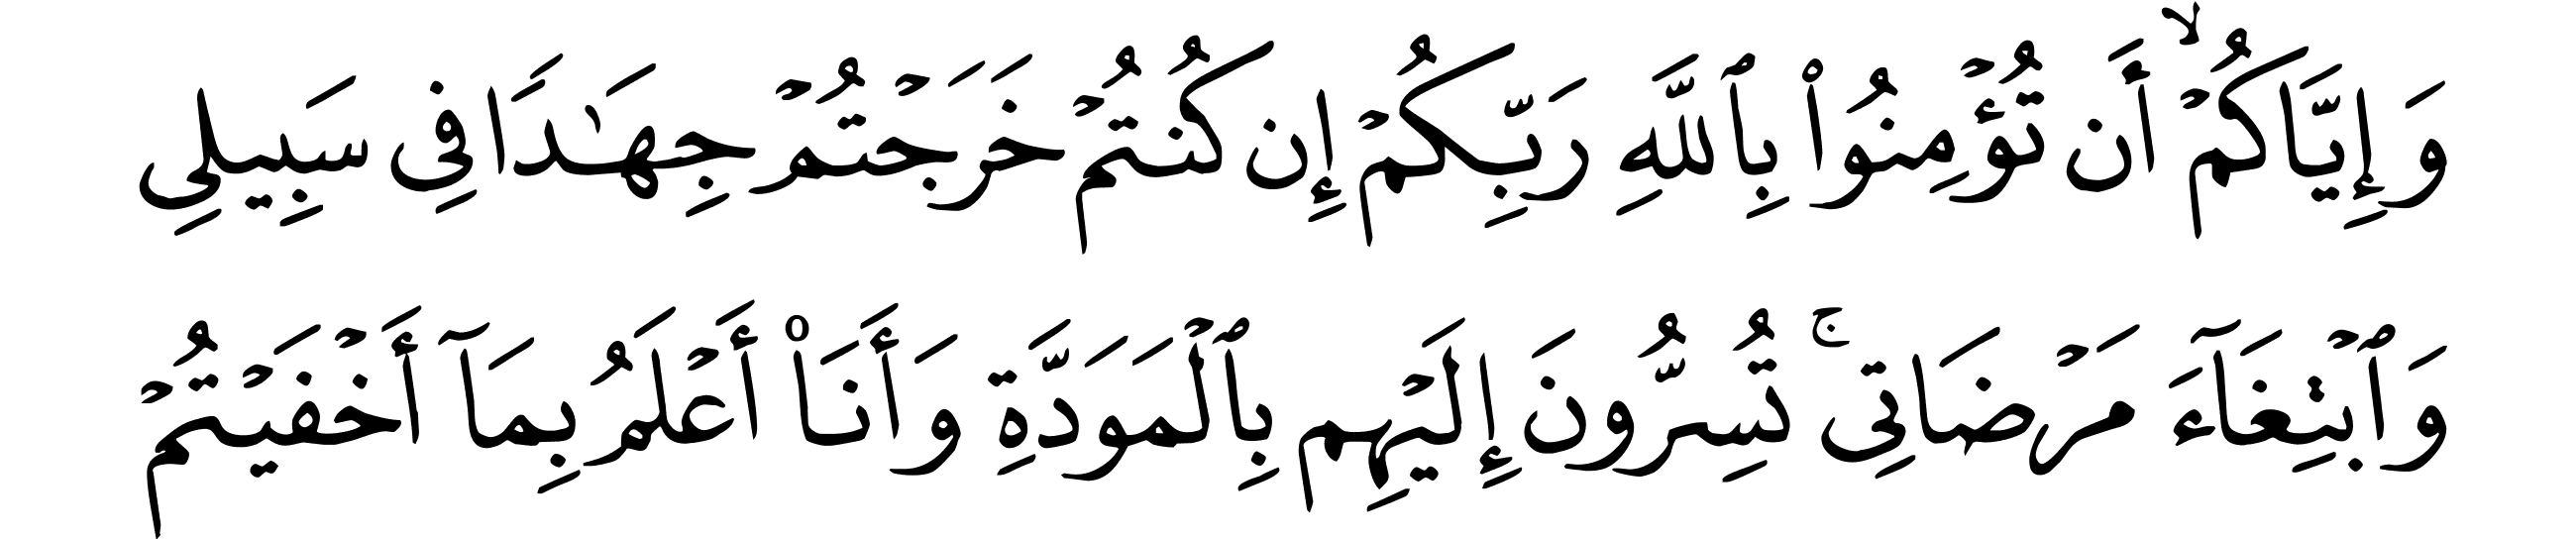 وَإِيَّاكُمْ ۙ أَن تُؤْمِنُوا۟ بِٱللَّهِ رَبِّكُمْ إِن كُنتُمْ خَرَجْتُمْ جِهَـٰدًا فِى سَبِيلِى
وَٱبْتِغَآءَ مَرْضَاتِى ۚ تُسِرُّونَ إِلَيْهِم بِٱلْمَوَدَّةِ وَأَنَا۠ أَعْلَمُ بِمَآ أَخْفَيْتُمْ